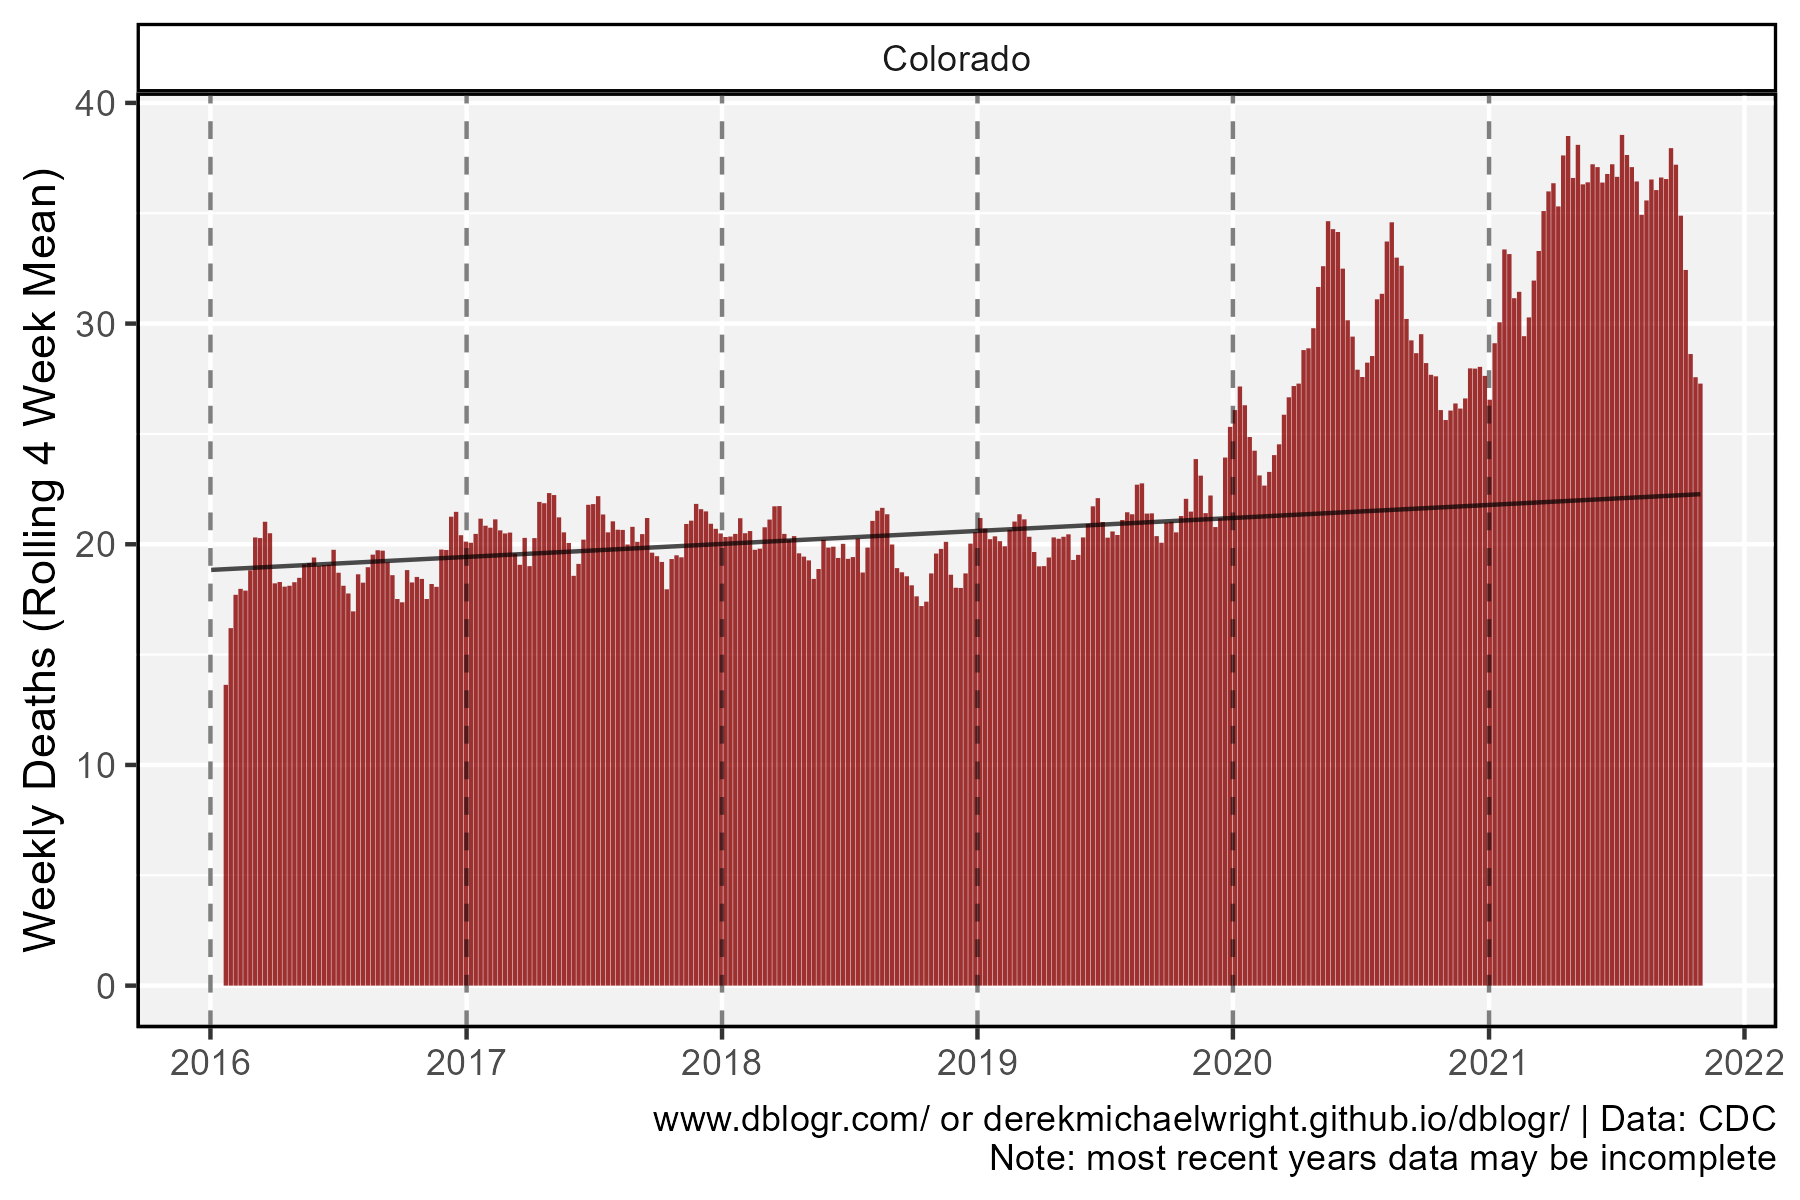 Colorado
Weekly Deaths (Rolling 4 Week Mean)
40
30
20
10
0
2016 2017 2018 2019 2020 2021 2022
www.dblogr.com/ or derekmichaelwright.github.io/dblogr/ | Data: CDC
Note: most recent years data may be incomplete